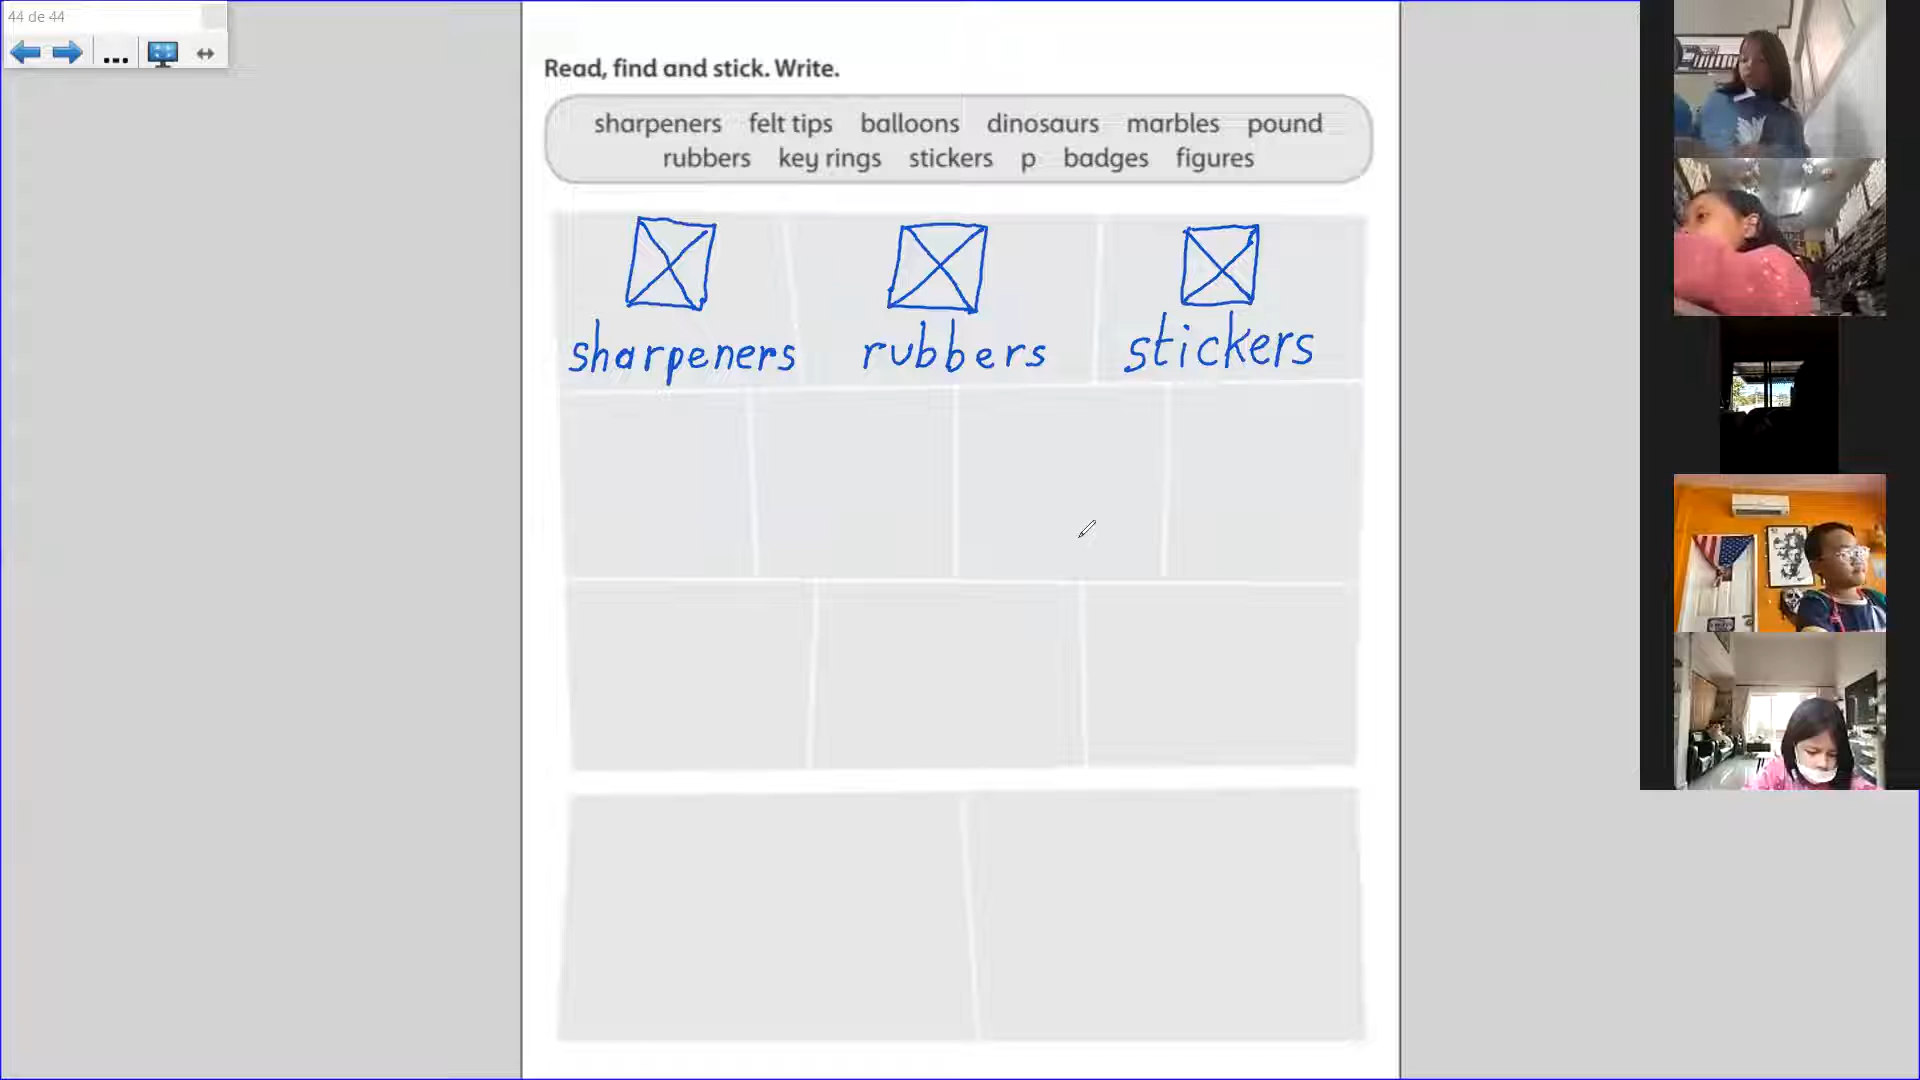 44 de 44
Read, find and stick. Write.
sharpeners felt tips balloons dinosaurs marbles pound
rubbers key rings stickers p badges figures
sharpeners rubbers stickers